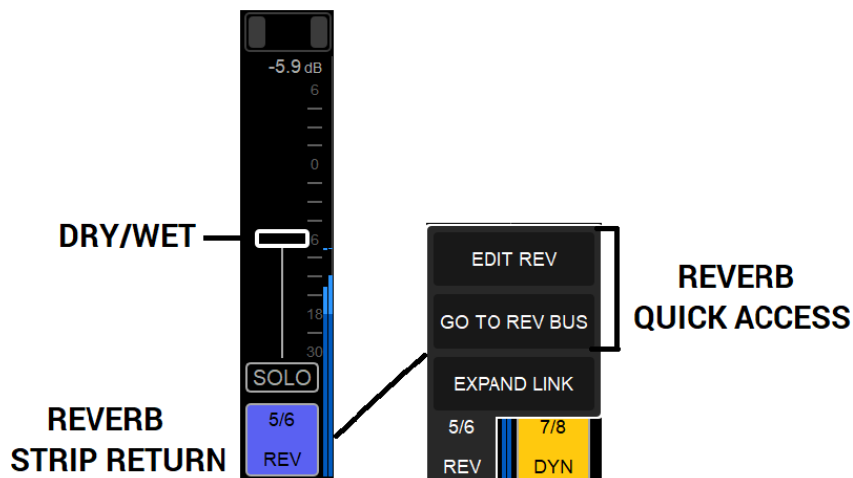 -5.9 dB
6
0
6
18
30
DRY/WET
SOLO
5/6
REV
REVERB
STRIP RETURN
EDIT REV
GO TO REV BUS
EXPAND LINK
5/6
REV
7/8
DYN
REVERB
QUICK ACCESS